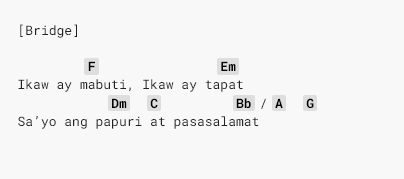 [Bridge]
F Em
Ikaw ay mabuti, Ikaw ay tapat
Dm C Bb / A G
Sa’yo ang papuri at pasasalamat